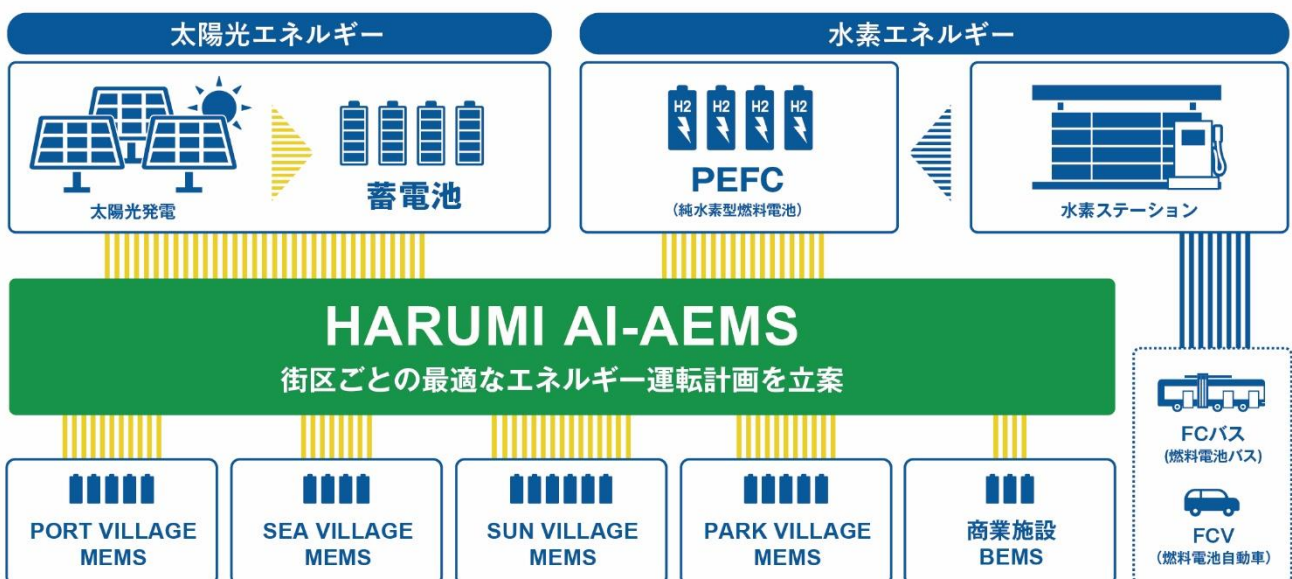 太陽光エネルギー
水素エネルギー
太陽光発電
蓄電池
H2 H2 H2 H2
PEFC
（純水素型燃料電池）
水素ステーション
HARUMI AI-AEMS
街区ごとの最適なエネルギー運転計画を立案
PORT VILLAGE
MEMS
SEA VILLAGE
MEMS
SUN VILLAGE
MEMS
PARK VILLAGE
MEMS
商業施設
BEMS
FCバス
(燃料電池バス)
FCV
（燃料電池自動車）